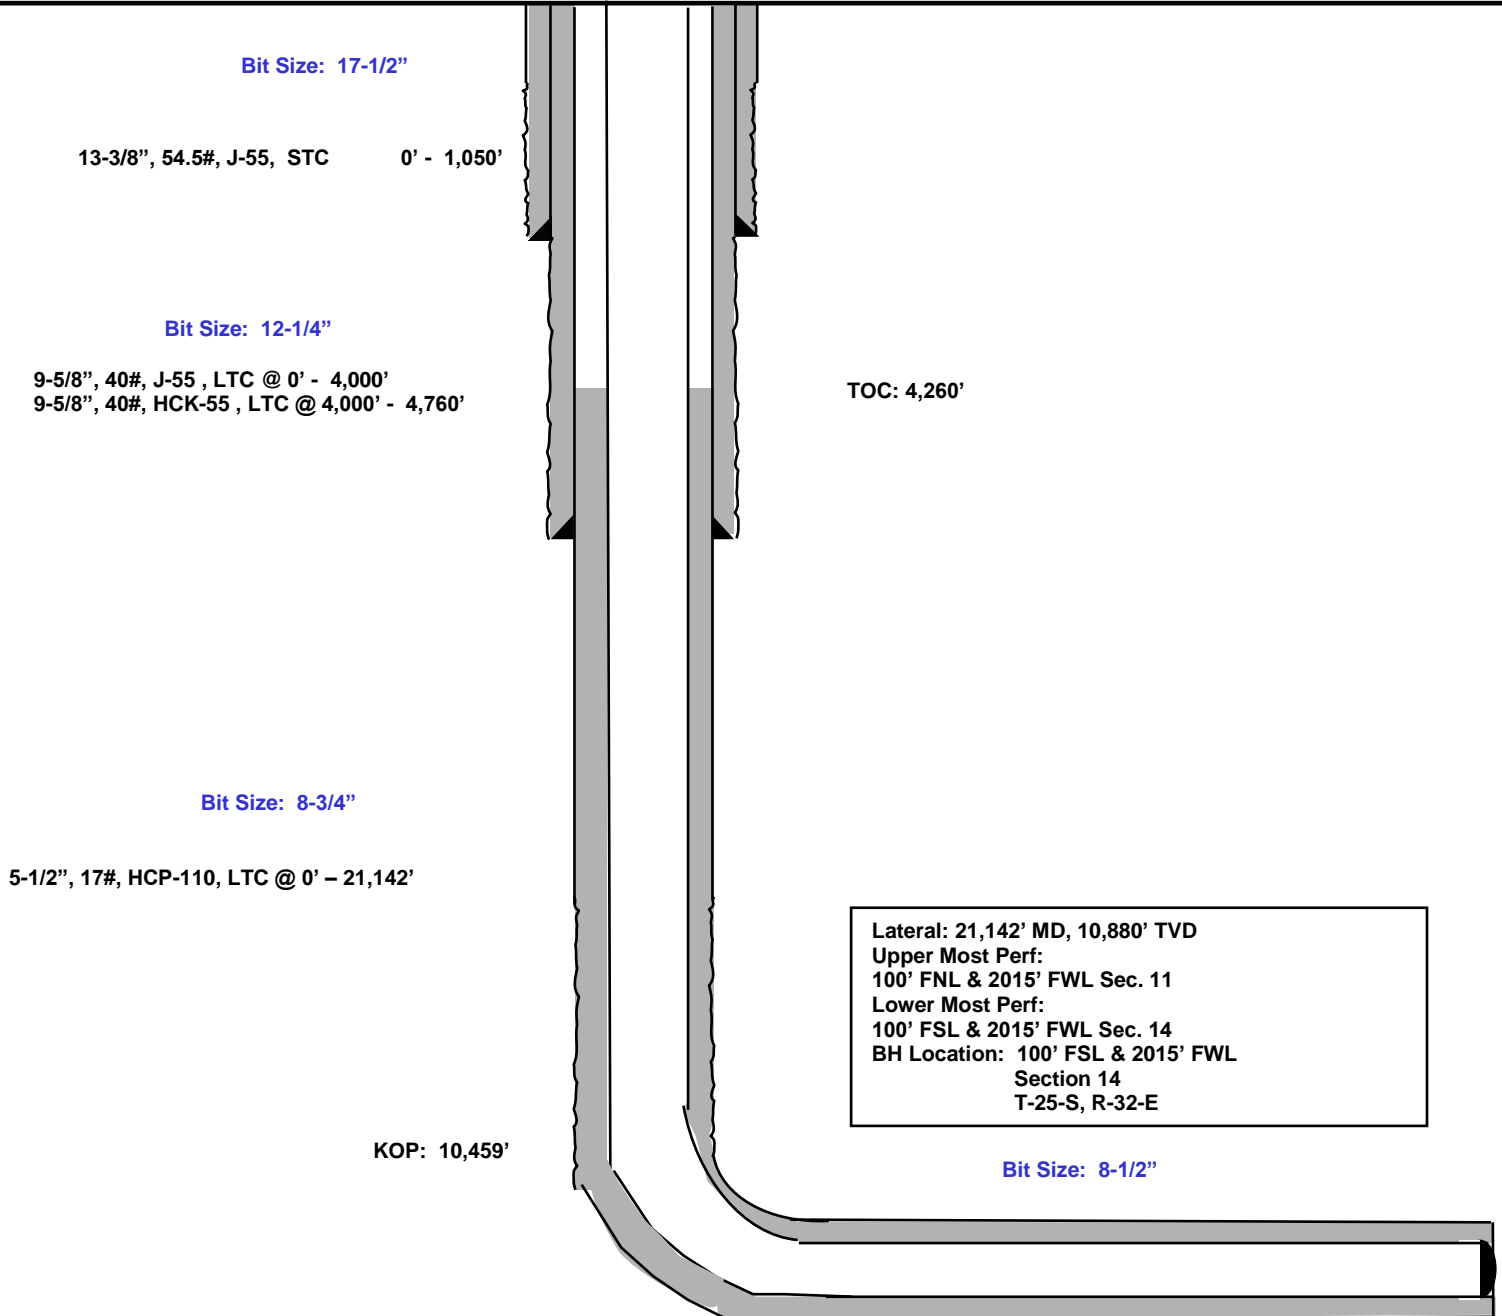 Bit Size: 17-1/2”
13-3/8”, 54.5#, J-55, STC 0’ - 1,050’
Bit Size: 12-1/4”
9-5/8”, 40#, J-55 , LTC @ 0’ - 4,000’
9-5/8”, 40#, HCK-55 , LTC @ 4,000’ - 4,760’
TOC: 4,260’
Bit Size: 8-3/4”
5-1/2”, 17#, HCP-110, LTC @ 0’ – 21,142’
Lateral: 21,142’ MD, 10,880’ TVD
Upper Most Perf:
100’ FNL & 2015’ FWL Sec. 11
Lower Most Perf:
100’ FSL & 2015’ FWL Sec. 14
BH Location: 100’ FSL & 2015’ FWL
Section 14
T-25-S, R-32-E
KOP: 10,459’
Bit Size: 8-1/2”